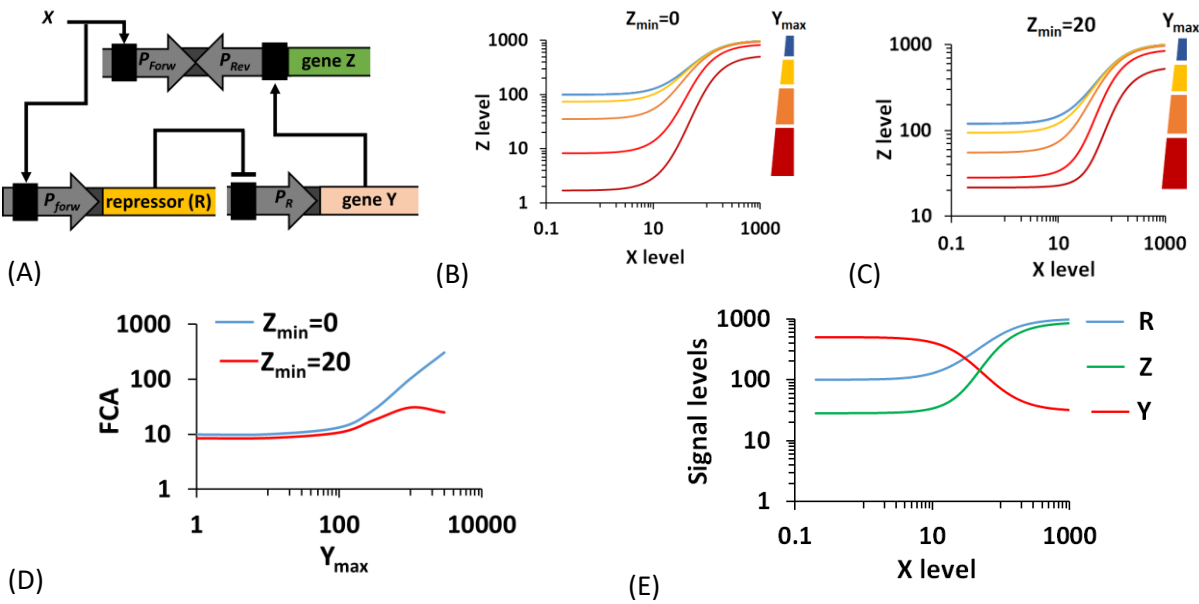 X
P_Forw P_Rev gene Z
P_forw repressor (R) P_R gene Y
(A)
Z_min=0 Y_max
1000
100
10
1
0.1 10 1000
Z level
X level
(B)
Z_min=20 Y_max
1000
100
10
0.1 10 1000
Z level
X level
(C)
Z_min=0
Z_min=20
1000
100
10
1
1 100 10000
FCA
Y_max
(D)
1000
100
10
1
0.1 10 1000
Signal levels
X level
R
Z
Y
(E)